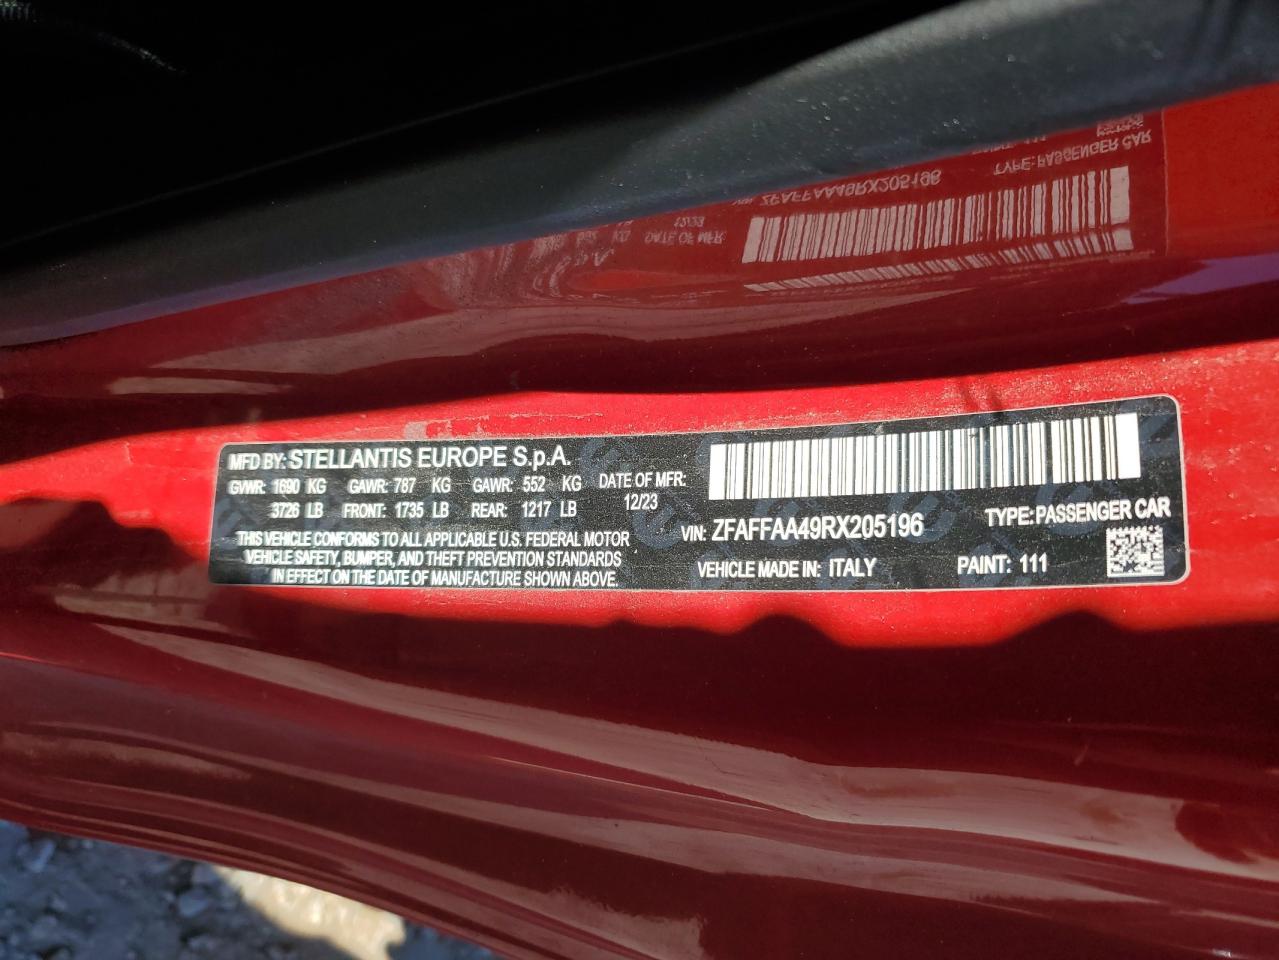 MFD BY: STELLANTIS EUROPE S.p.A.
GVWR: 1690 KG GAWR: 787 KG GAWR: 552 KG
3726 LB FRONT: 1735 LB REAR: 1217 LB
THIS VEHICLE CONFORMS TO ALL APPLICABLE U.S. FEDERAL MOTOR
VEHICLE SAFETY, BUMPER, AND THEFT PREVENTION STANDARDS
IN EFFECT ON THE DATE OF MANUFACTURE SHOWN ABOVE.
DATE OF MFR:
12/23
VIN: ZFAFFAA49RX205196
TYPE: PASSENGER CAR
VEHICLE MADE IN: ITALY
PAINT: 111